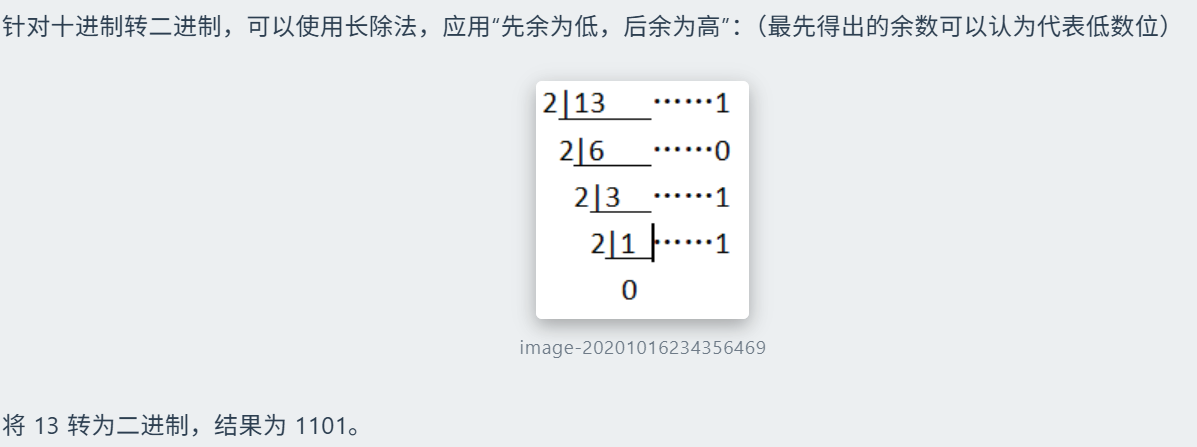 针对十进制转二进制，可以使用长除法，应用“先余为低，后余为高”：（最先得出的余数可以认为代表低数位）
2|13 ……1
2|6 ……0
2|3 ……1
2|1 ……1
0
image-20201016234356469
将 13 转为二进制，结果为 1101。